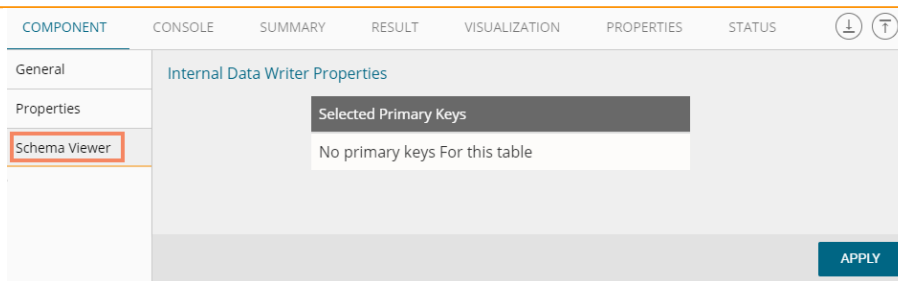 COMPONENT CONSOLE SUMMARY RESULT VISUALIZATION PROPERTIES STATUS
General
Properties
Schema Viewer
Internal Data Writer Properties
Selected Primary Keys
No primary keys For this table
APPLY